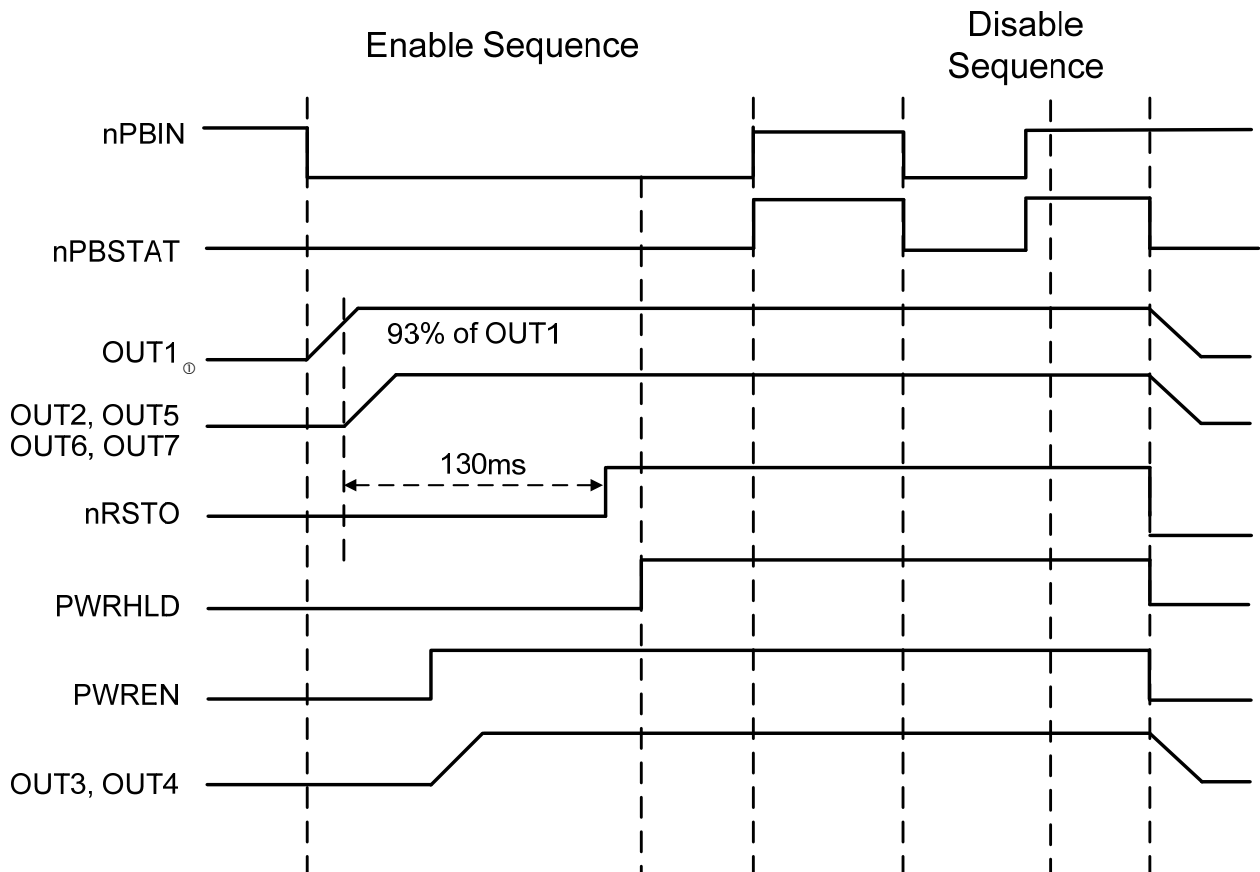 Enable Sequence
Disable
Sequence
nPBIN
nPBSTAT
OUT1 ①
93% of OUT1
OUT2, OUT5
OUT6, OUT7
130ms
nRSTO
PWRHLD
PWREN
OUT3, OUT4